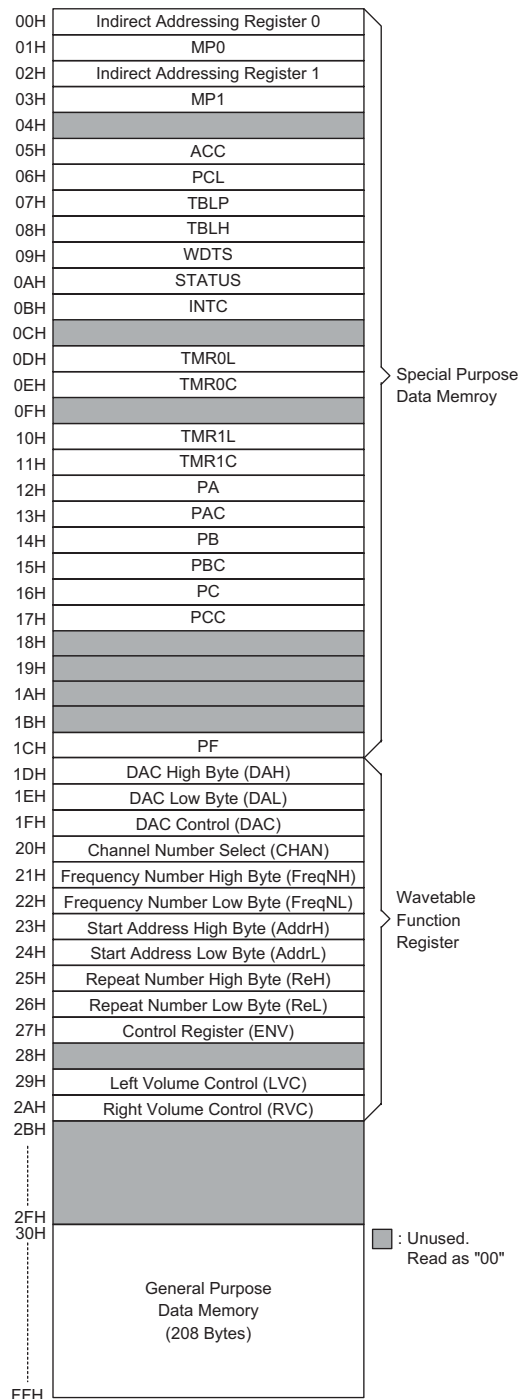 00H Indirect Addressing Register 0
01H MP0
02H Indirect Addressing Register 1
03H MP1
04H
05H ACC
06H PCL
07H TBLP
08H TBLH
09H WDTS
0AH STATUS
0BH INTC
0CH
0DH TMR0L
0EH TMR0C
0FH
10H TMR1L
11H TMR1C
12H PA
13H PAC
14H PB
15H PBC
16H PC
17H PCC
18H
19H
1AH
1BH
1CH PF
Special Purpose
Data Memroy
1DH DAC High Byte (DAH)
1EH DAC Low Byte (DAL)
1FH DAC Control (DAC)
20H Channel Number Select (CHAN)
21H Frequency Number High Byte (FreqNH)
22H Frequency Number Low Byte (FreqNL)
23H Start Address High Byte (AddrH)
24H Start Address Low Byte (AddrL)
25H Repeat Number High Byte (ReH)
26H Repeat Number Low Byte (ReL)
27H Control Register (ENV)
28H
29H Left Volume Control (LVC)
2AH Right Volume Control (RVC)
Wavetable
Function
Register
2BH
2FH
30H
General Purpose
Data Memory
(208 Bytes)
FFH
: Unused.
Read as "00"